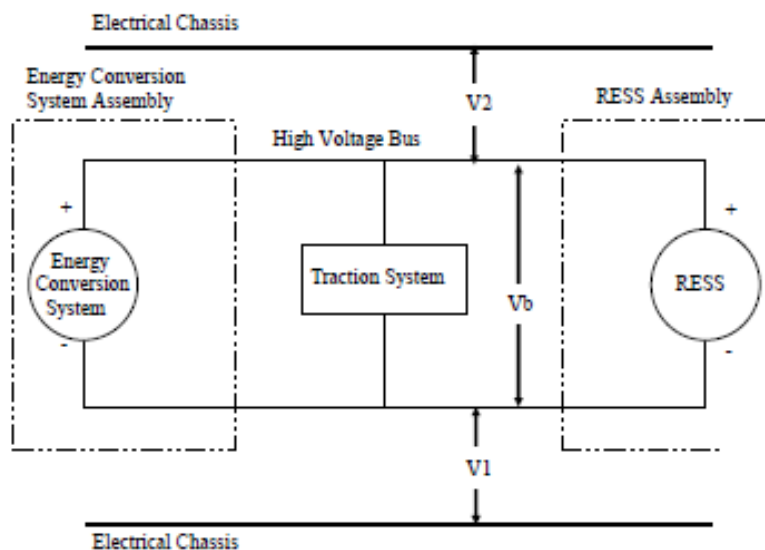 Electrical Chassis
Energy Conversion
System Assembly
V2
RESS Assembly
High Voltage Bus
+
+
Energy
Conversion
System
Traction System
Vb
RESS
-
-
V1
Electrical Chassis